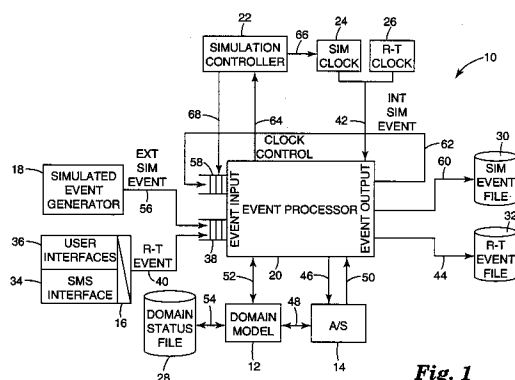 22
66
24
26
SIMULATION
CONTROLLER
SIM
CLOCK
R-T
CLOCK
10
68
64
42
INT
SIM
EVENT
CLOCK
CONTROL
62
30
58
60
SIM
EVENT
FILE
18
EXT
SIM
EVENT
SIMULATED
EVENT
GENERATOR
56
EVENT INPUT
EVENT PROCESSOR
EVENT OUTPUT
32
36
USER
INTERFACES
R-T
EVENT
38
R-T
EVENT
FILE
34
SMS
INTERFACE
40
52
20
46
50
44
16
54
48
DOMAIN
STATUS
FILE
DOMAIN
MODEL
A/S
28
12
14
Fig. 1